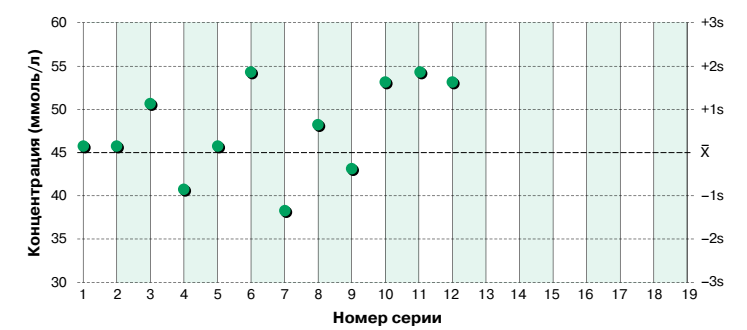 Концентрация (ммоль/л)
60 +3s
55 +2s
50 +1s
45 X̅
40 −1s
35 −2s
30 −3s
1 2 3 4 5 6 7 8 9 10 11 12 13 14 15 16 17 18 19
Номер серии